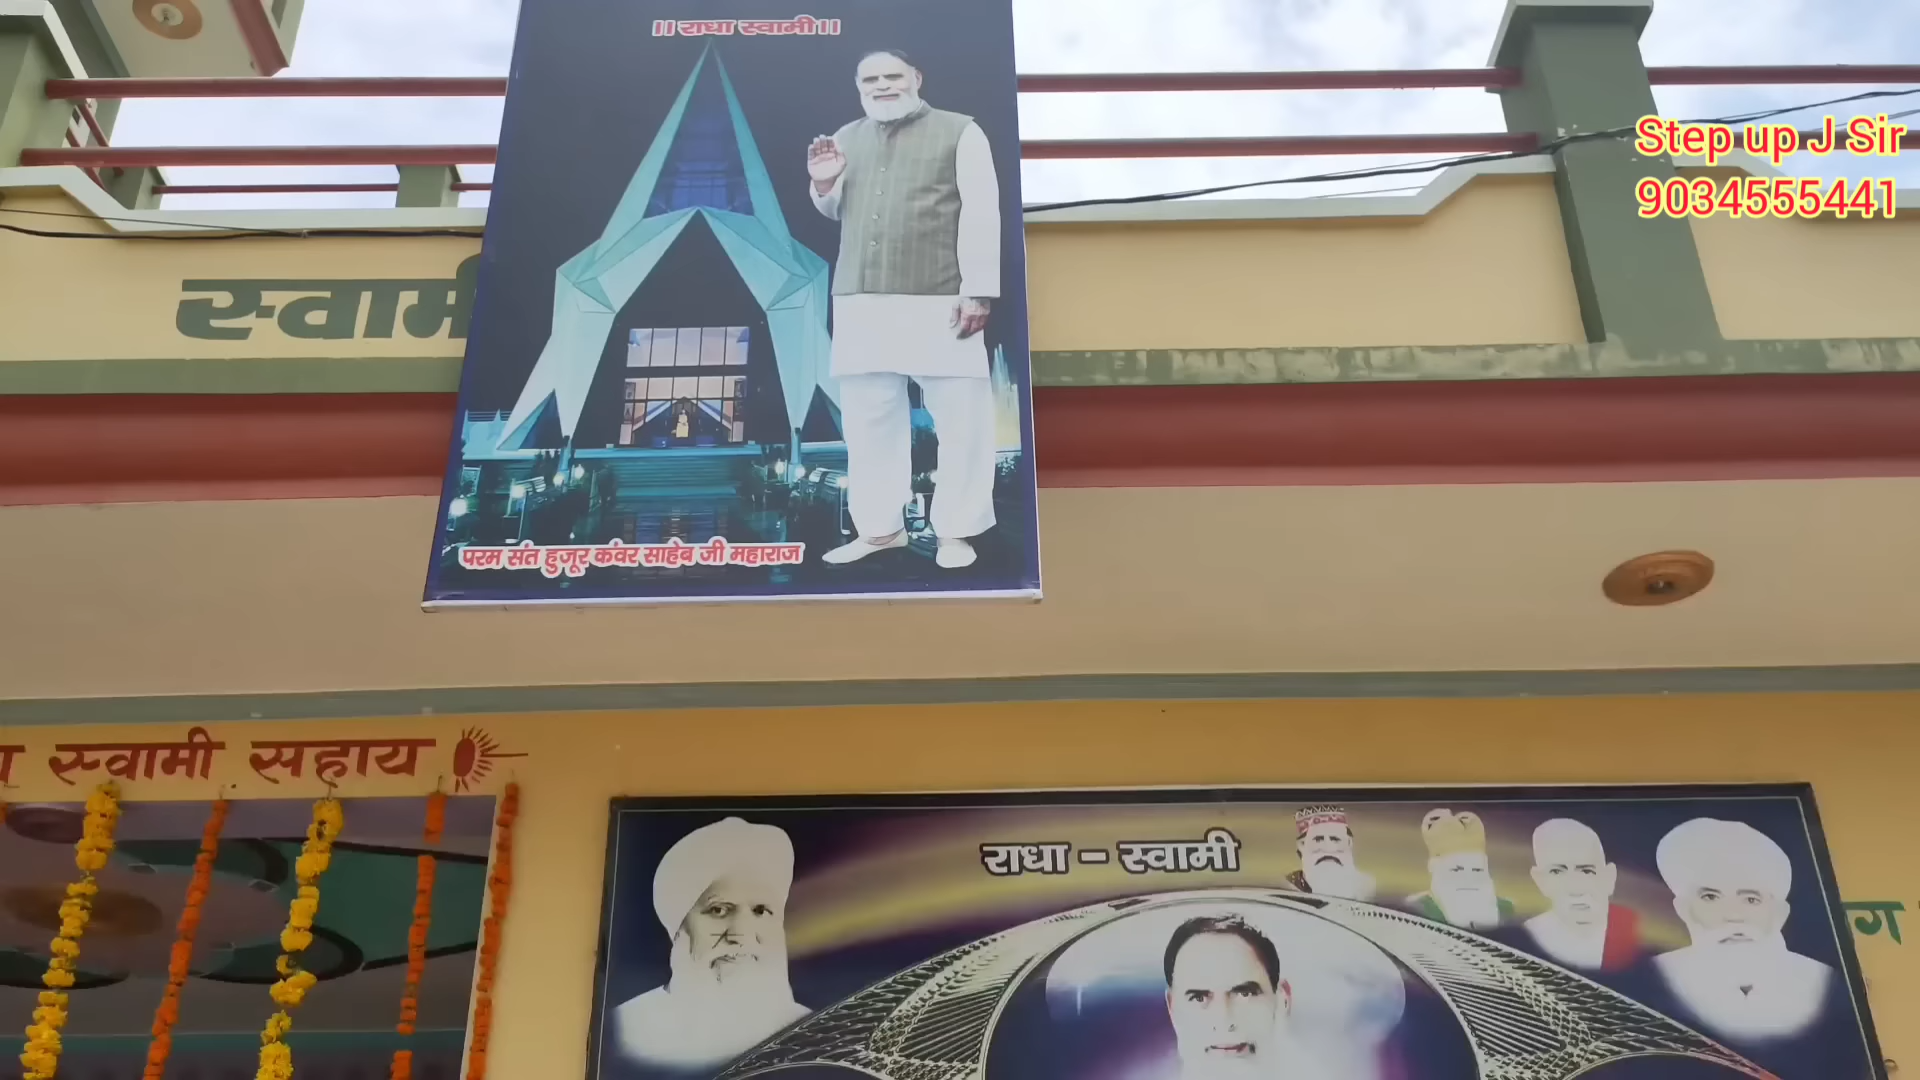 ।। राधा स्वामी ।।
Step up J Sir
9034555441
स्वामी
परम संत हुजूर कंवर साहेब जी महाराज
स्वामी सहाय
राधा - स्वामी